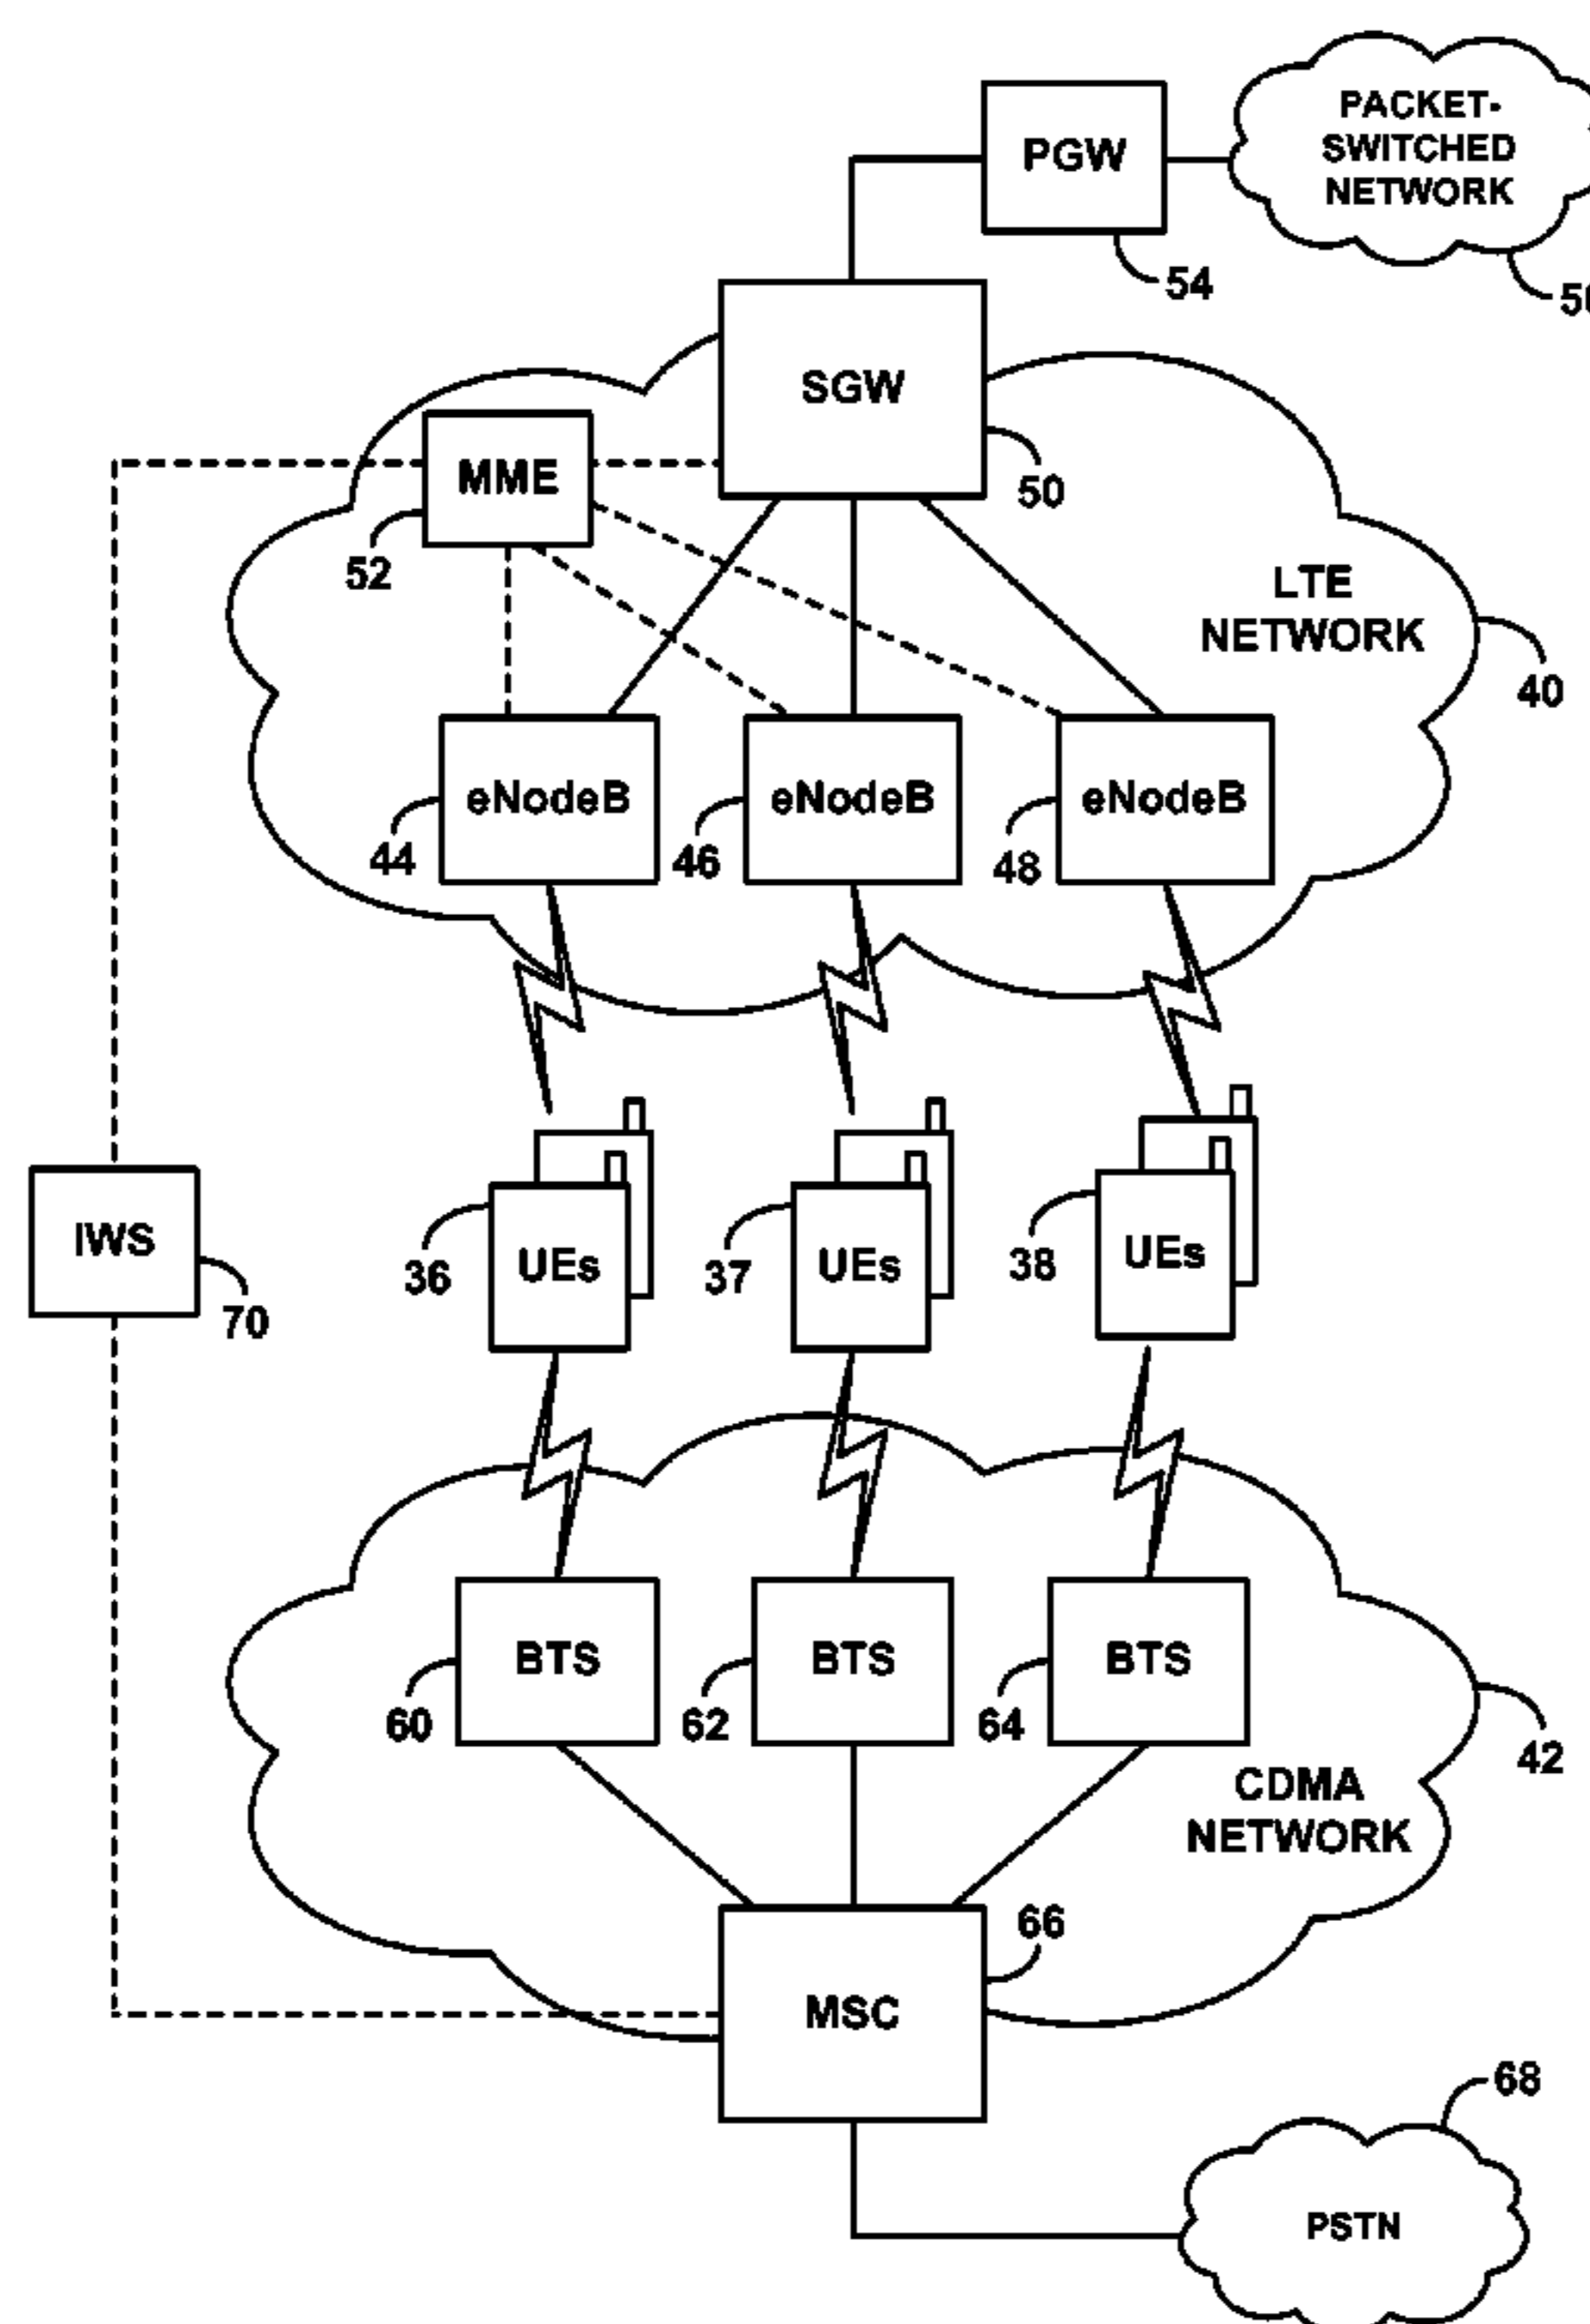 PACKET-
SWITCHED
NETWORK
PGW
54
SGW
50
MME
52
LTE
NETWORK
40
eNodeB
eNodeB
eNodeB
44
46
48
IWS
70
UEs
UEs
UEs
36
37
38
BTS
BTS
BTS
60
62
64
42
CDMA
NETWORK
66
MSC
68
PSTN